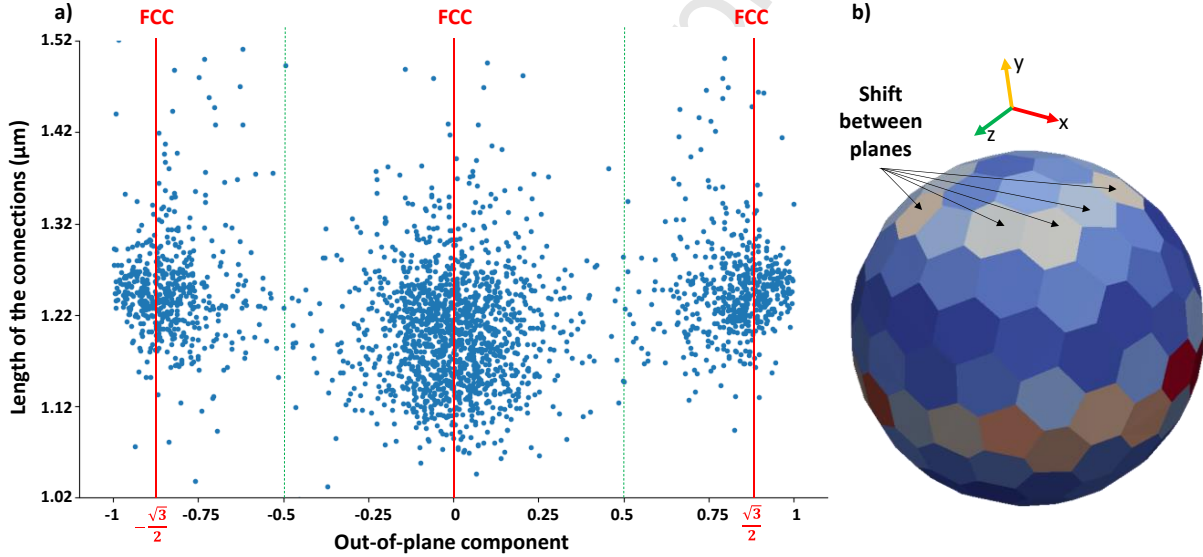 a)
FCC
FCC
FCC
b)
1.52
1.42
1.32
1.22
1.12
1.02
Length of the connections (µm)
-1
-√3/2
-0.75
-0.5
-0.25
0
0.25
0.50
0.75
√3/2
1
Out-of-plane component
y
x
z
Shift
between
planes